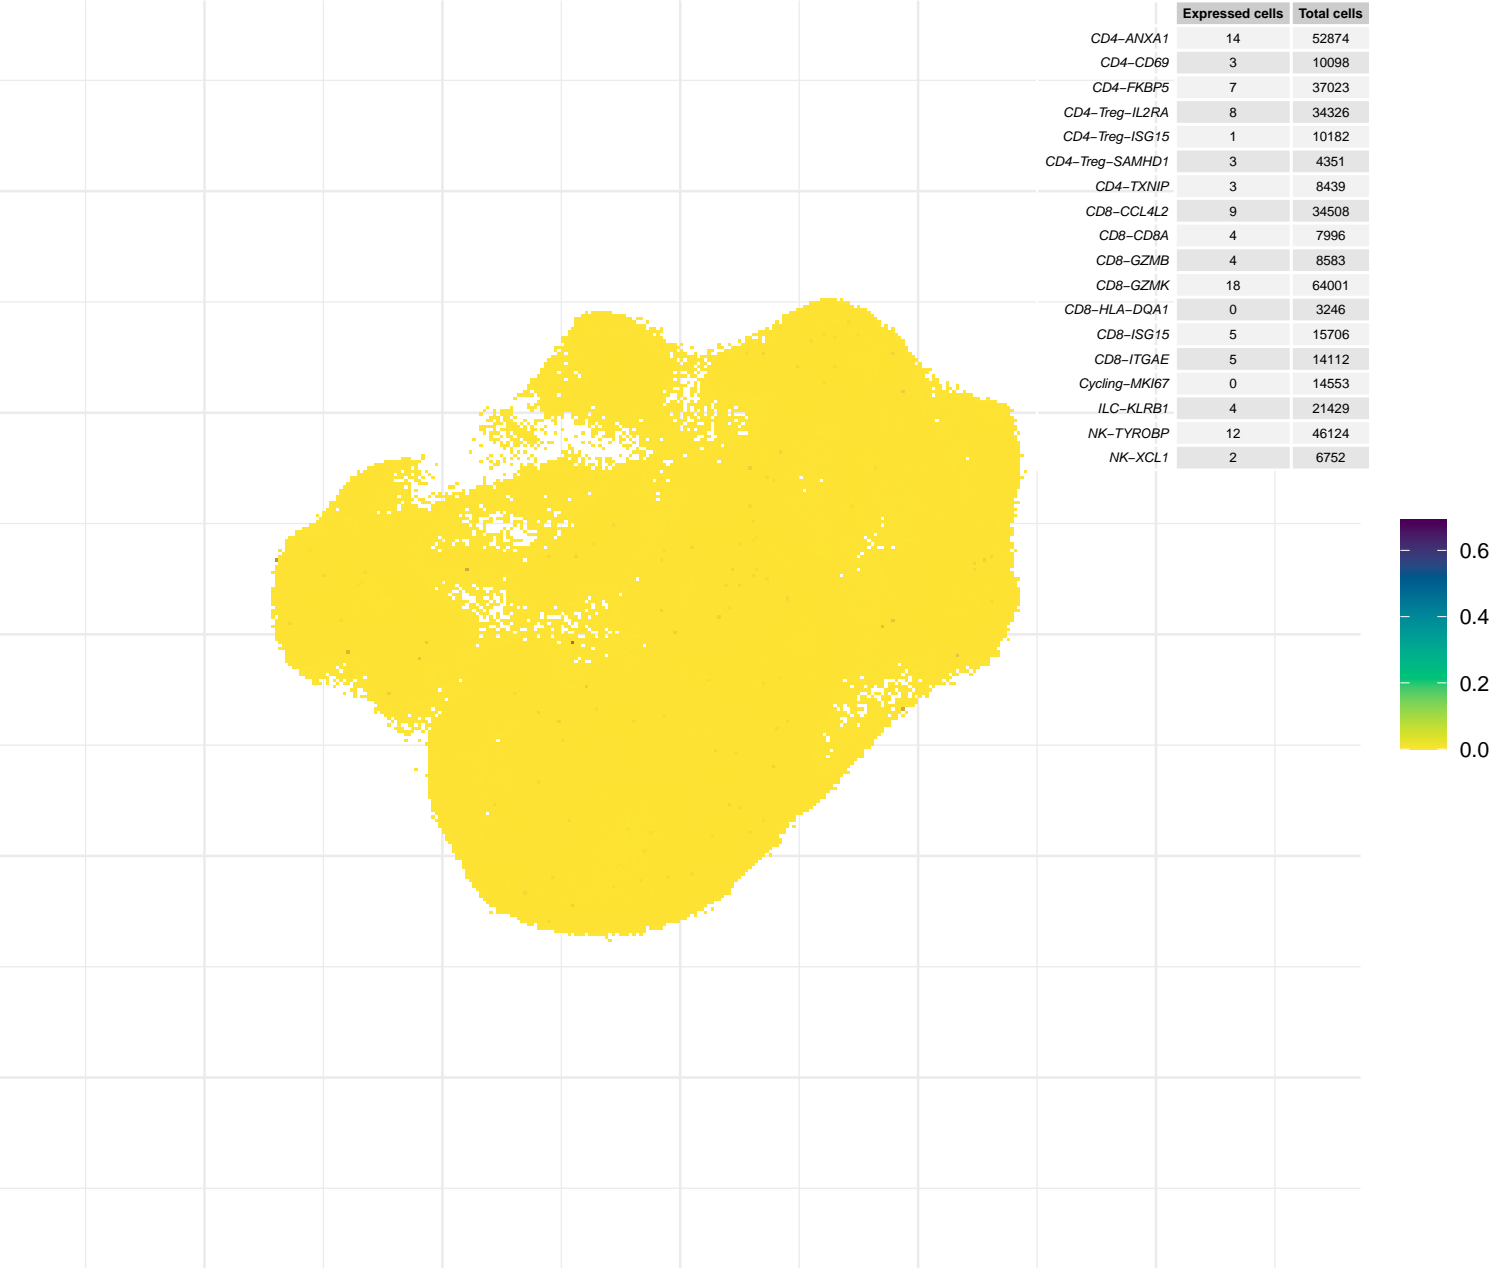 Expressed cells Total cells
CD4−ANXA1 14 52874
CD4−CD69 3 10098
CD4−FKBP5 7 37023
CD4−Treg−IL2RA 8 34326
CD4−Treg−ISG15 1 10182
CD4−Treg−SAMHD1 3 4351
CD4−TXNIP 3 8439
CD8−CCL4L2 9 34508
CD8−CD8A 4 7996
CD8−GZMB 4 8583
CD8−GZMK 18 64001
CD8−HLA−DQA1 0 3246
CD8−ISG15 5 15706
CD8−ITGAE 5 14112
Cycling−MKI67 0 14553
ILC−KLRB1 4 21429
NK−TYROBP 12 46124
NK−XCL1 2 6752
0.6
0.4
0.2
0.0